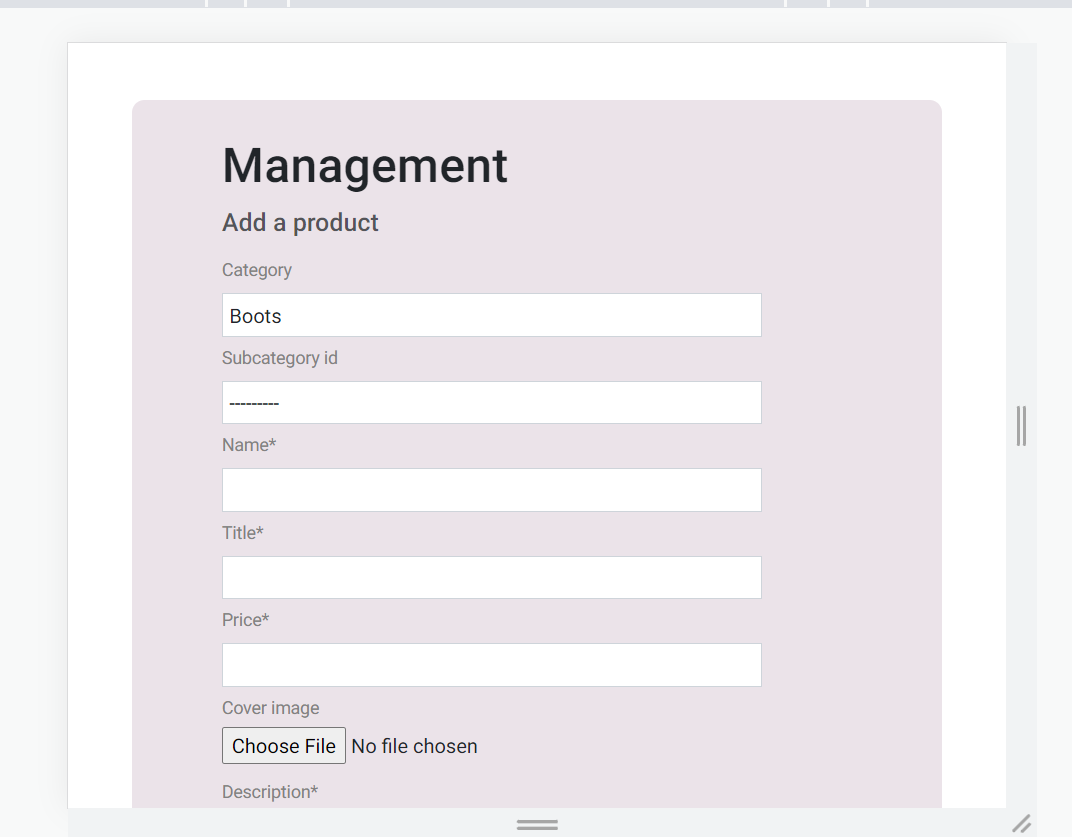 Management
Add a product
Category
Boots
Subcategory id
---------
Name*
Title*
Price*
Cover image
Choose File No file chosen
Description*